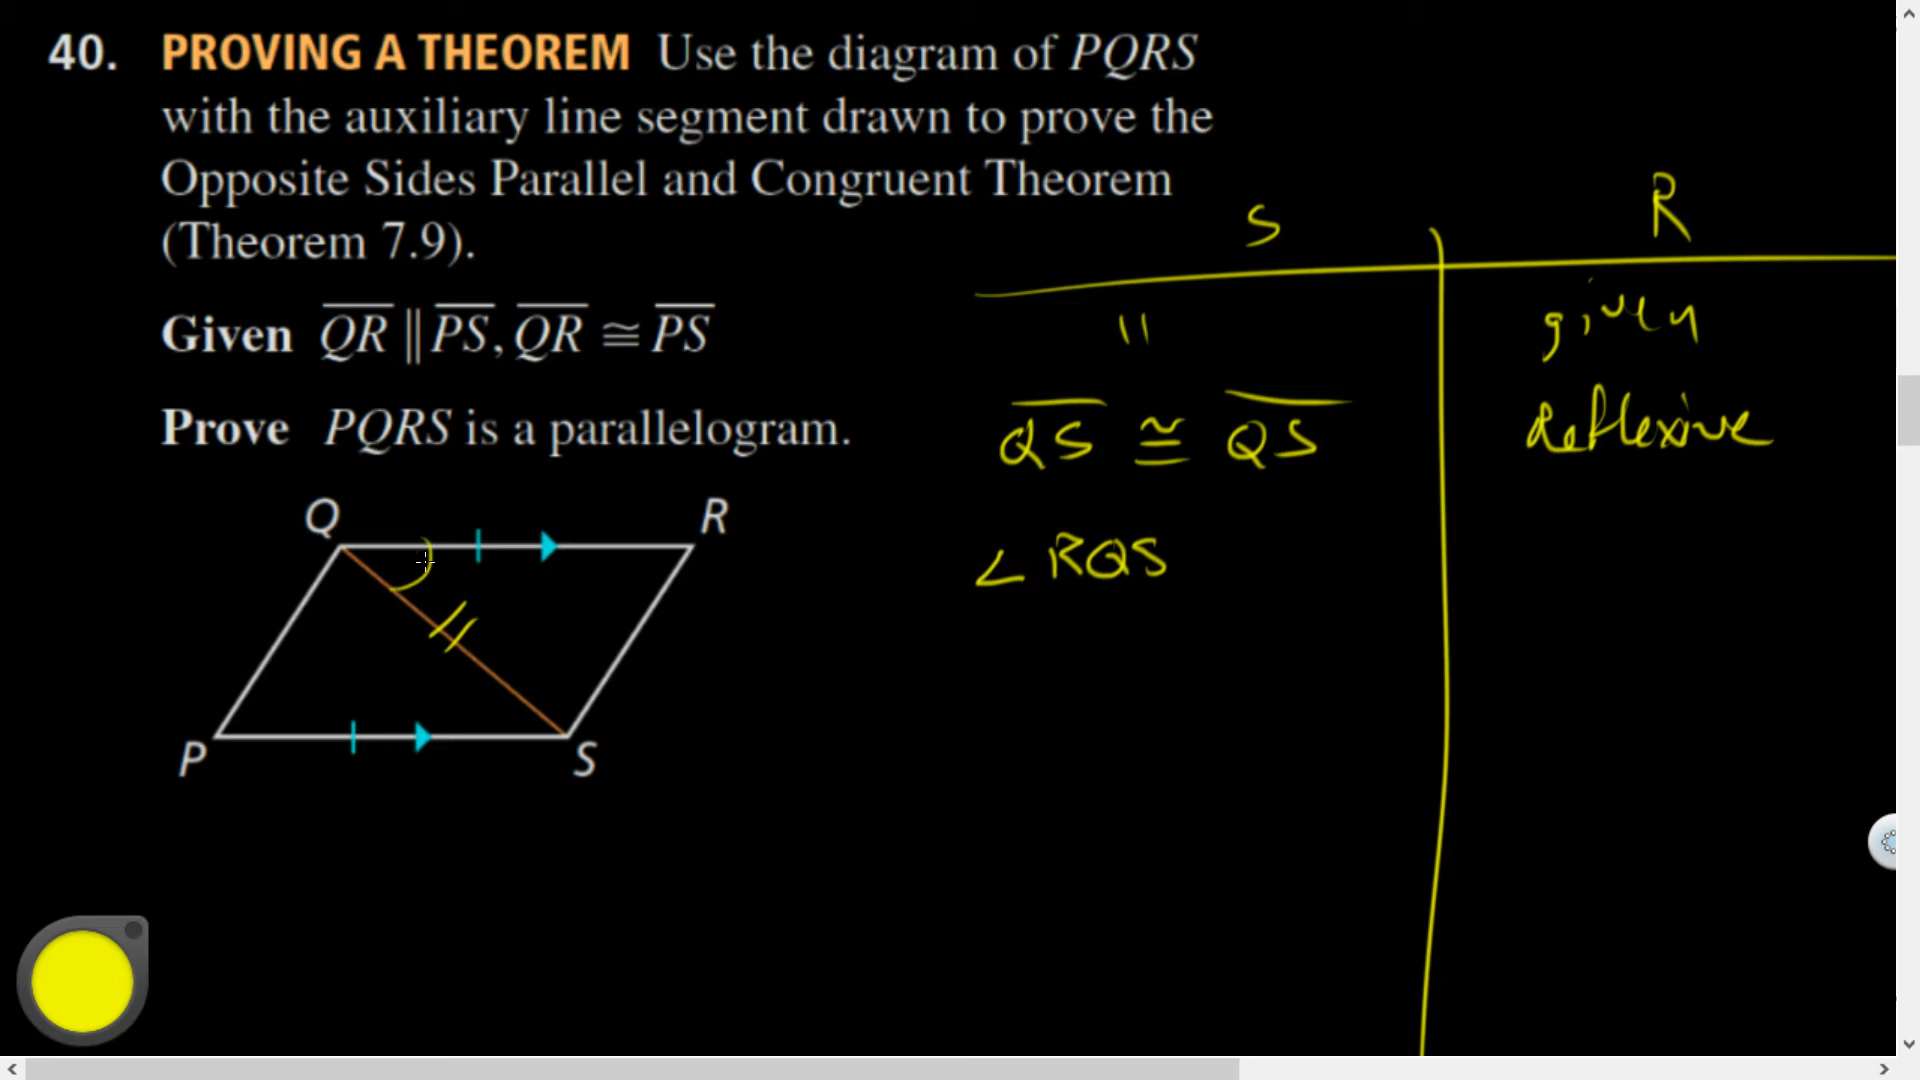 40. PROVING A THEOREM Use the diagram of PQRS
with the auxiliary line segment drawn to prove the
Opposite Sides Parallel and Congruent Theorem
(Theorem 7.9).
Given QR ∥ PS, QR ≅ PS
Prove PQRS is a parallelogram.
Q R
P S
S R
〃 given
QS ≅ QS Reflexive
∠ RQS